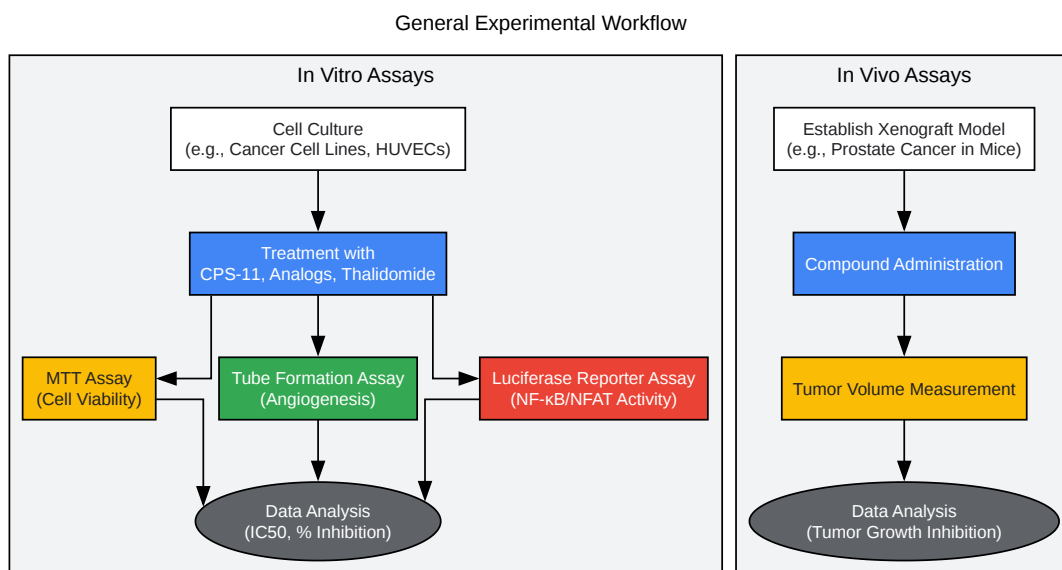 General Experimental Workflow
In Vitro Assays
Cell Culture
(e.g., Cancer Cell Lines, HUVECs)
Treatment with
CPS-11, Analogs, Thalidomide
MTT Assay
(Cell Viability)
Tube Formation Assay
(Angiogenesis)
Luciferase Reporter Assay
(NF-κB/NFAT Activity)
Data Analysis
(IC50, % Inhibition)
In Vivo Assays
Establish Xenograft Model
(e.g., Prostate Cancer in Mice)
Compound Administration
Tumor Volume Measurement
Data Analysis
(Tumor Growth Inhibition)